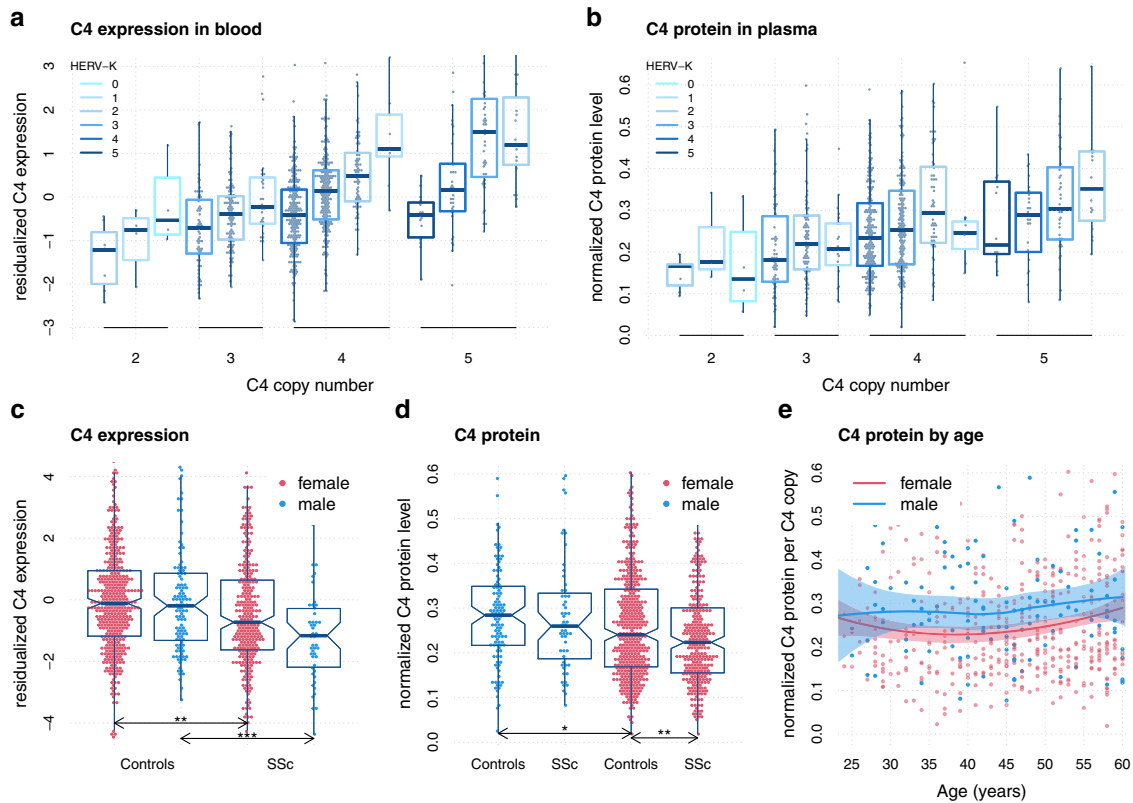 a
C4 expression in blood
residualized C4 expression
HERV−K
0
1
2
3
4
5
3
2
1
0
−1
−2
−3
2 3 4 5
C4 copy number
b
C4 protein in plasma
normalized C4 protein level
HERV−K
0
1
2
3
4
5
0.6
0.5
0.4
0.3
0.2
0.1
0.0
2 3 4 5
C4 copy number
c
C4 expression
residualized C4 expression
female
male
4
2
0
−2
−4
** 
***
Controls SSc
d
C4 protein
normalized C4 protein level
female
male
0.6
0.5
0.4
0.3
0.2
0.1
0.0
* **
Controls SSc Controls SSc
e
C4 protein by age
normalized C4 protein per C4 copy
female
male
0.6
0.5
0.4
0.3
0.2
0.1
0.0
25 30 35 40 45 50 55 60
Age (years)